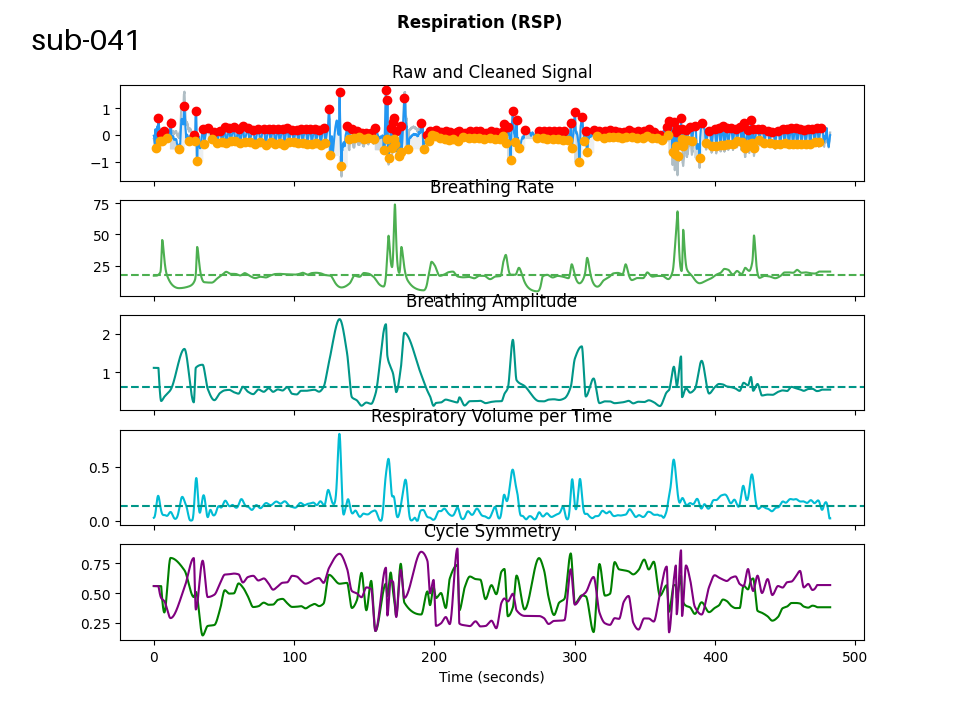 Respiration (RSP)
sub-041
Raw and Cleaned Signal
1
0
−1
Breathing Rate
75
50
25
Breathing Amplitude
2
1
Respiratory Volume per Time
0.5
0.0
Cycle Symmetry
0.75
0.50
0.25
0 100 200 300 400 500
Time (seconds)